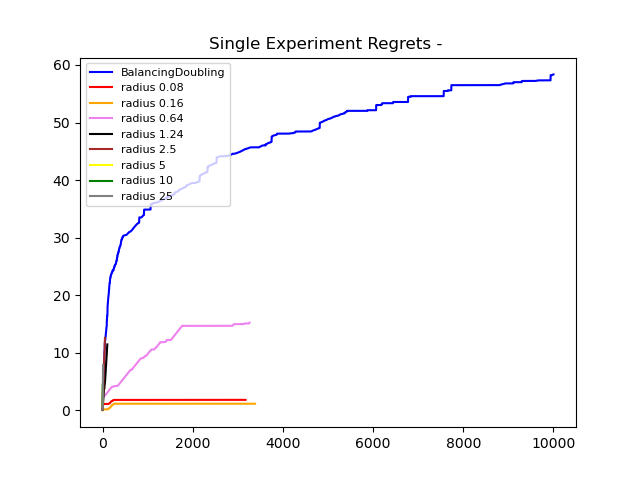 Single Experiment Regrets -
60
50
40
30
20
10
0
BalancingDoubling
radius 0.08
radius 0.16
radius 0.64
radius 1.24
radius 2.5
radius 5
radius 10
radius 25
0 2000 4000 6000 8000 10000